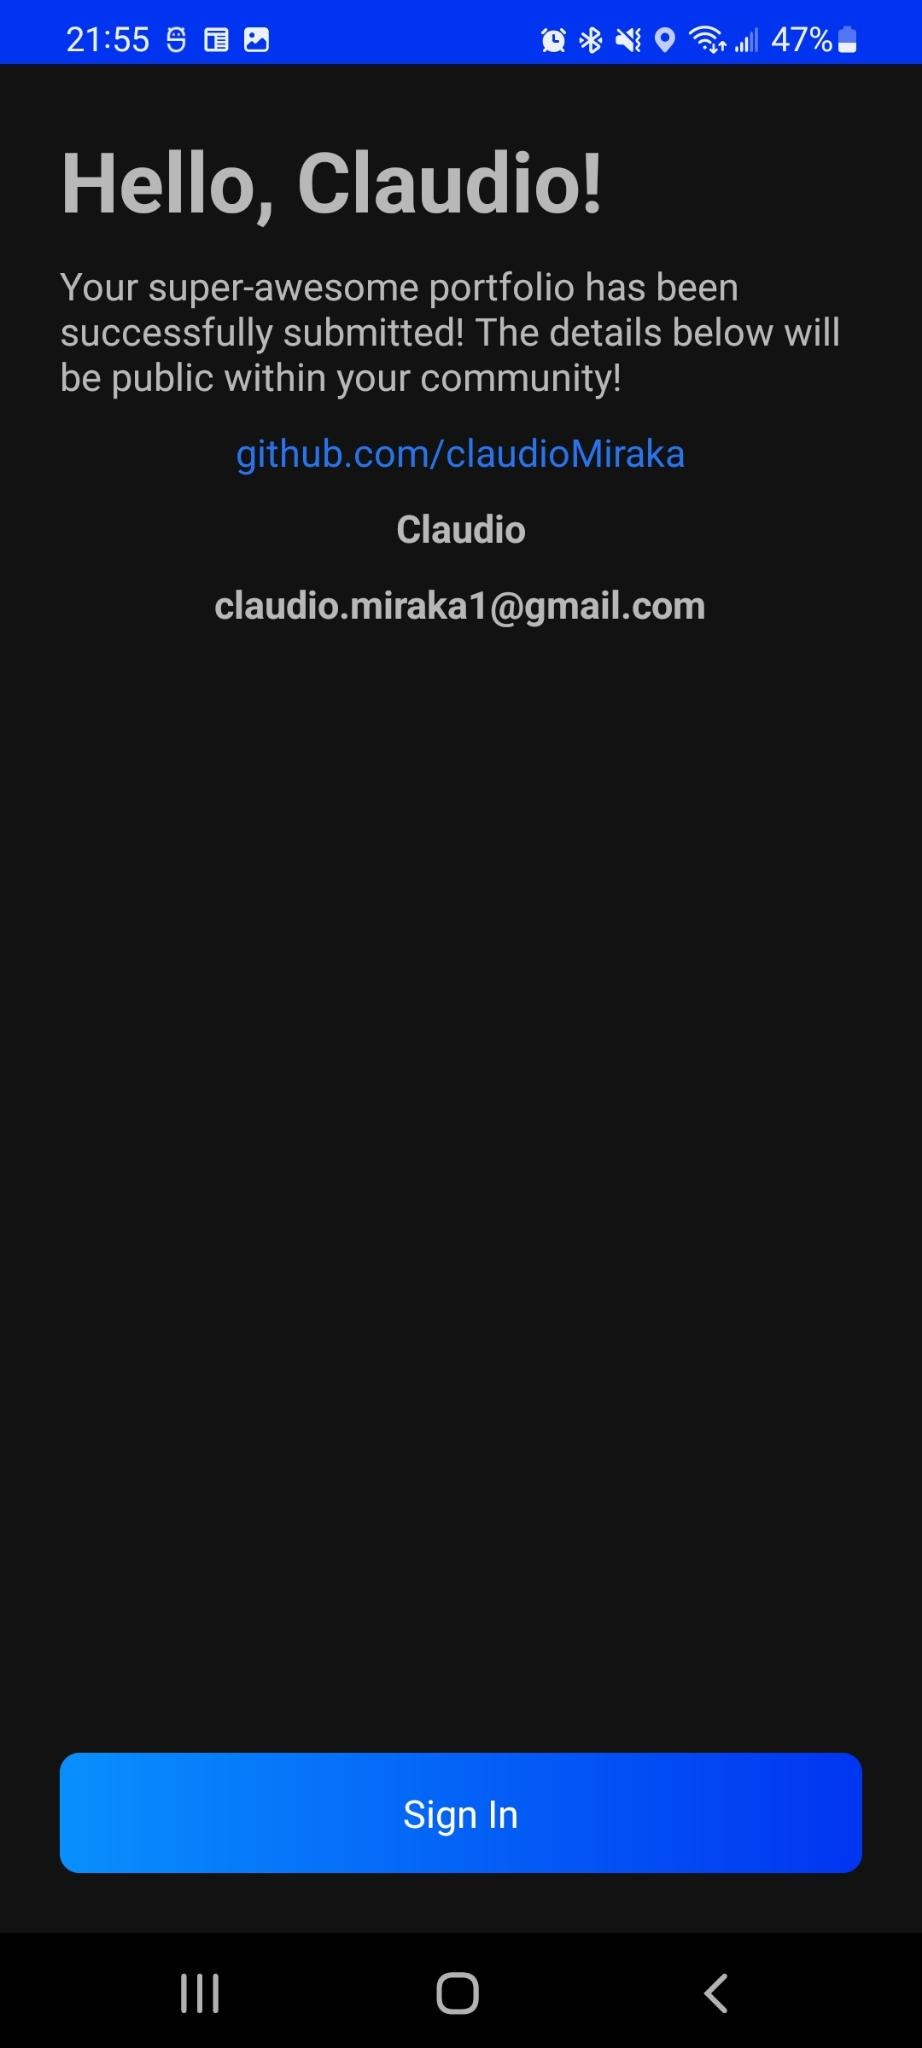 21:55
47%
Hello, Claudio!
Your super-awesome portfolio has been
successfully submitted! The details below will
be public within your community!
github.com/claudioMiraka
Claudio
claudio.miraka1@gmail.com
Sign In